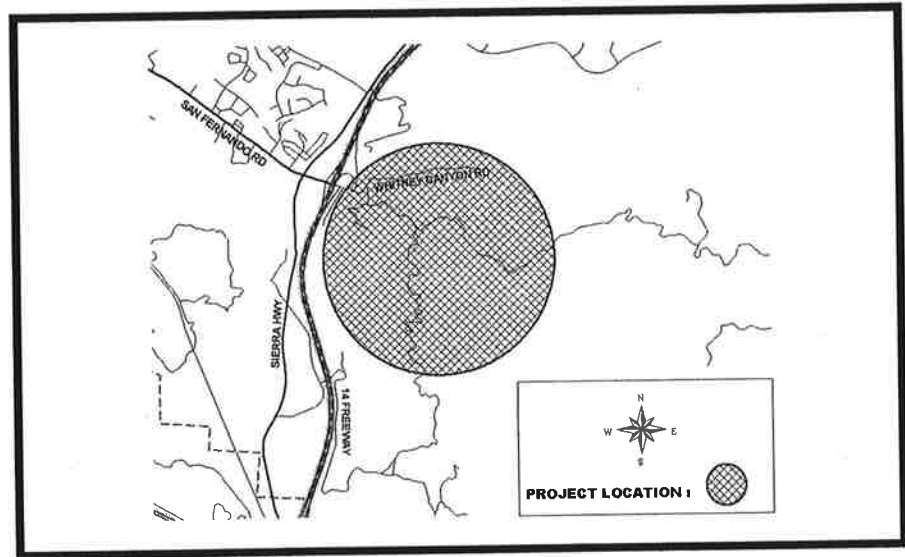 SAN FERNANDO RD
WHITNEY CANYON RD
SIERRA HWY
14 FREEWAY
N
W E
S
PROJECT LOCATION :